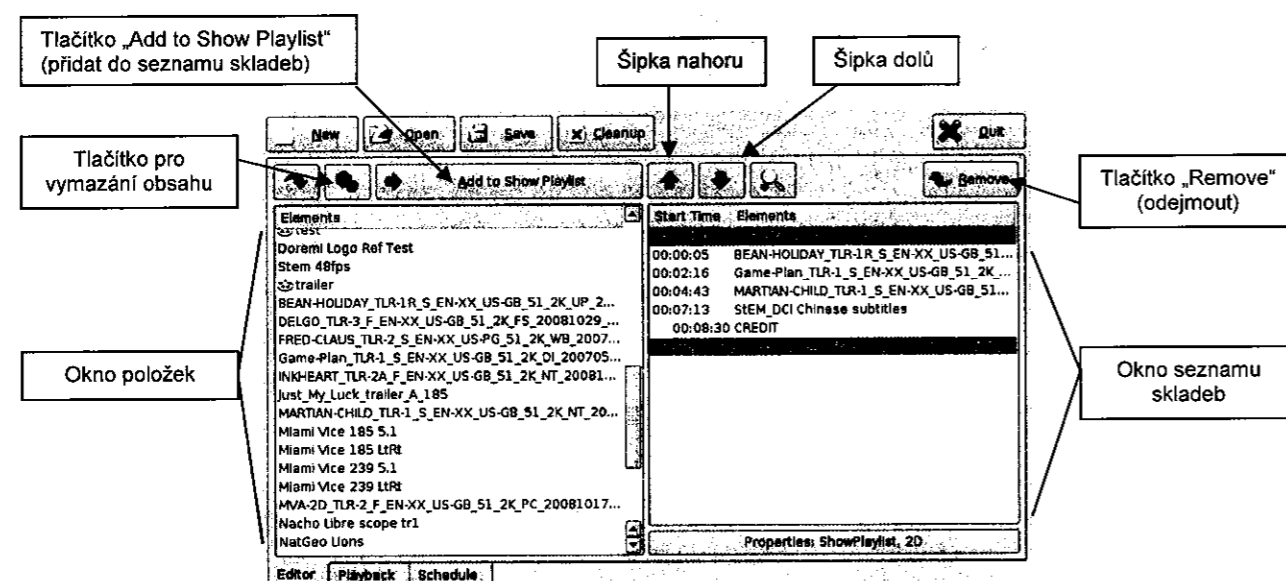 Tlačítko „Add to Show Playlist“
(přidat do seznamu skladeb)
Šipka nahoru
Šipka dolů
New
Open
Save
Cleanup
Quit
Tlačítko pro
vymazání obsahu
Add to Show Playlist
Remove
Tlačítko „Remove“
(odejmout)
Elements
test
Doremi Logo Ref Test
Stem 48fps
trailer
BEAN-HOLIDAY_TLR-1R_S_EN-XX_US-GB_51_2K_UP_2...
DELGO_TLR-3_F_EN-XX_US-GB_51_2K_FS_20081029_...
FRED-CLAUS_TLR-2_S_EN-XX_US-PG_51_2K_WB_2007...
Game-Plan_TLR-1_S_EN-XX_US-GB_51_2K_DI_200705...
INKHEART_TLR-2A_F_EN-XX_US-GB_51_2K_NT_20081...
Just_My_Luck_trailer_A_185
MARTIAN-CHILD_TLR-1_S_EN-XX_US-GB_51_2K_NT_20...
Miami Vice 185 5.1
Miami Vice 185 LtRt
Miami Vice 239 5.1
Miami Vice 239 LtRt
MVA-2D_TLR-2_F_EN-XX_US-GB_51_2K_PC_20081017...
Nacho Libre scope tr1
NatGeo Lions
Start Time Elements
00:00:05 BEAN-HOLIDAY_TLR-1R_S_EN-XX_US-GB_51...
00:02:16 Game-Plan_TLR-1_S_EN-XX_US-GB_51_2K_...
00:04:43 MARTIAN-CHILD_TLR-1_S_EN-XX_US-GB_51...
00:07:13 StEM_DCI Chinese subtitles
00:08:30 CREDIT
Properties: ShowPlaylist, 2D
Okno položek
Okno seznamu
skladeb
Editor Playback Schedule